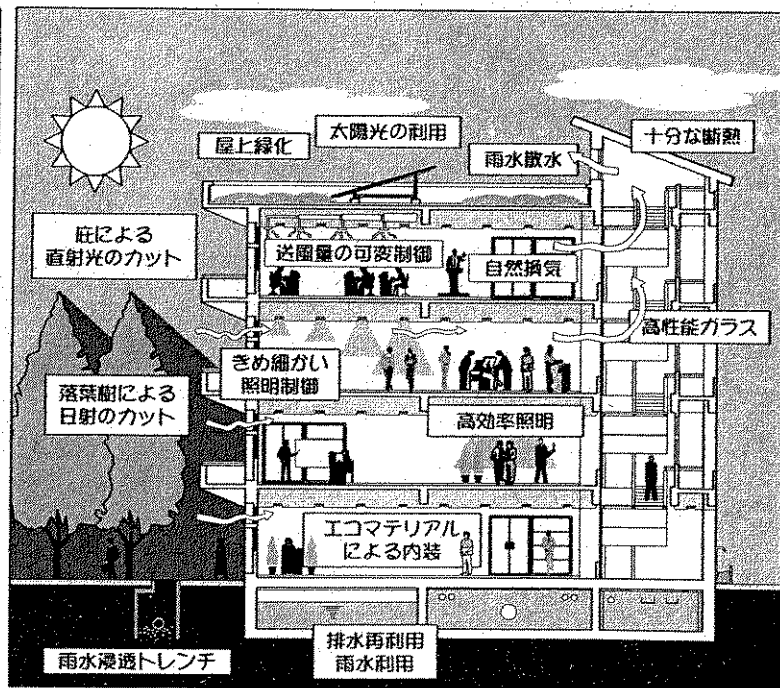 太陽光の利用
屋上緑化
十分な断熱
雨水散水
庇による
直射光のカット
送風量の可変制御
自然換気
高性能ガラス
きめ細かい
照明制御
落葉樹による
日射のカット
高効率照明
エコマテリアル
による内装
排水再利用
雨水利用
雨水浸透トレンチ